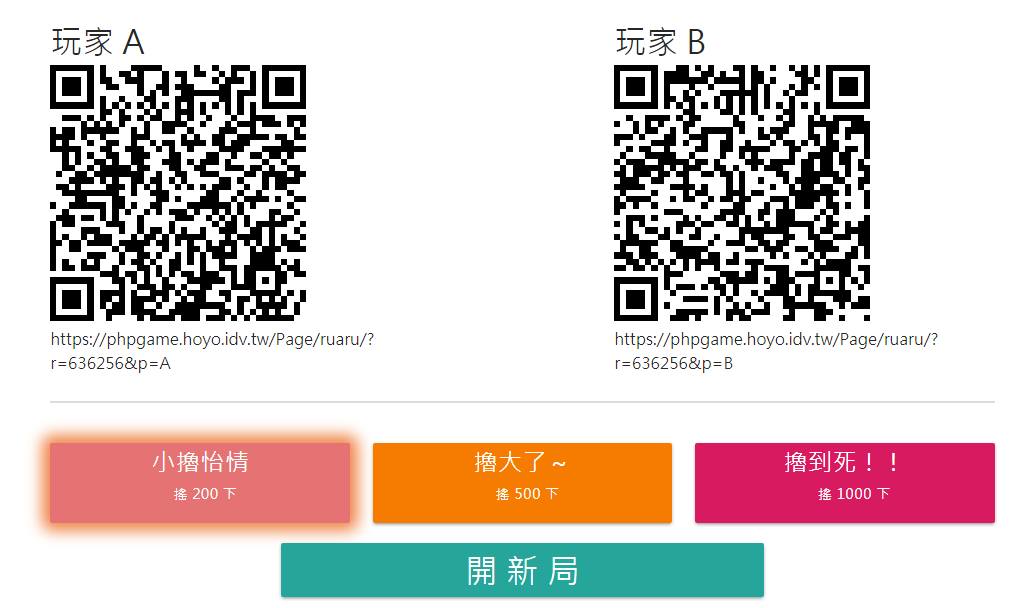 玩家 A
玩家 B
https://phpgame.hoyo.idv.tw/Page/ruaru/?
r=636256&p=A
https://phpgame.hoyo.idv.tw/Page/ruaru/?
r=636256&p=B
小擼怡情
搖 200 下
擼大了~
搖 500 下
擼到死！！
搖 1000 下
開 新 局